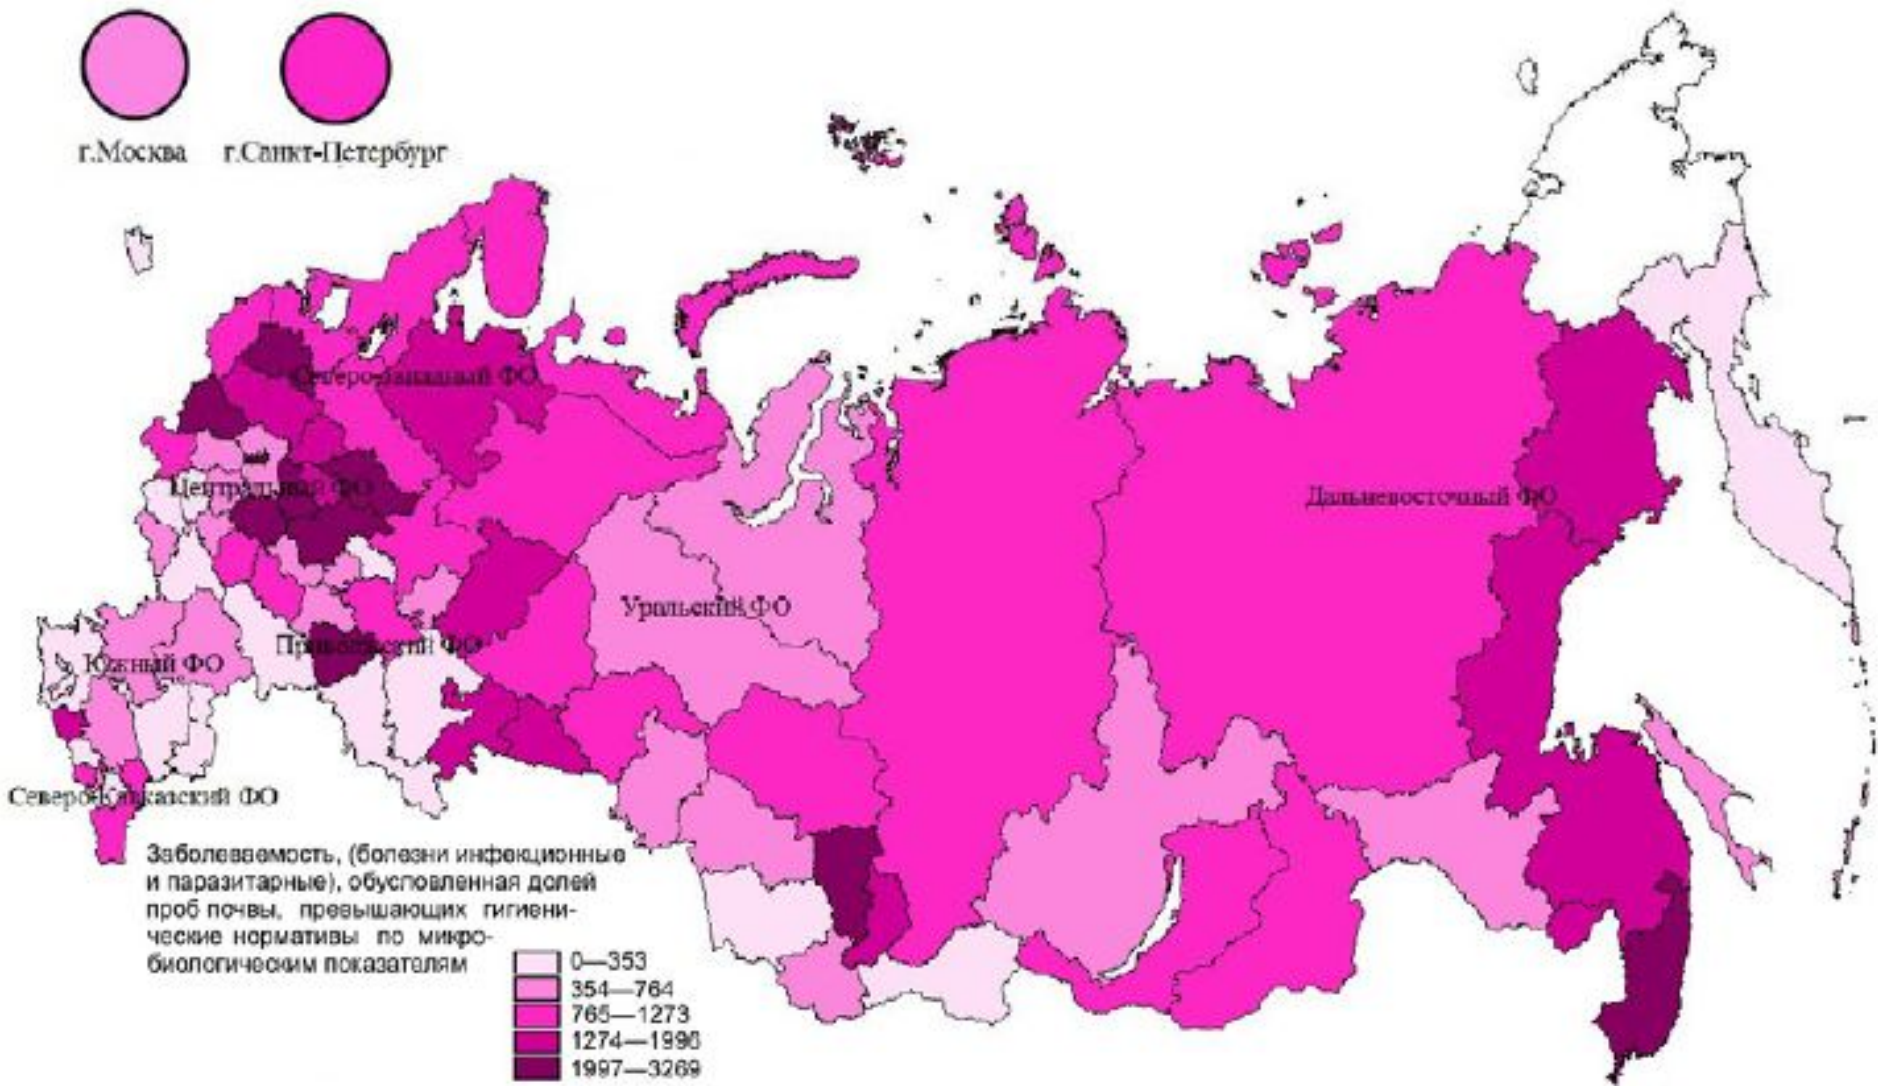 г.Москва
г.Санкт-Петербург
Северо-Западный ФО
Центральный ФО
Дальневосточный ФО
Уральский ФО
Приволжский ФО
Южный ФО
Северо-Кавказский ФО
Заболеваемость, (болезни инфекционные
и паразитарные), обусловленная долей
проб почвы, превышающих гигиени-
ческие нормативы по микро-
биологическим показателям
0—353
354—764
765—1273
1274—1996
1997—3269